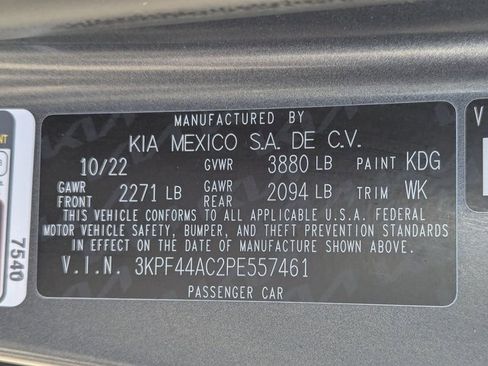 MANUFACTURED BY
KIA MEXICO S.A. DE C.V.
10/22 GVWR 3880 LB PAINT KDG
GAWR FRONT 2271 LB GAWR REAR 2094 LB TRIM WK
THIS VEHICLE CONFORMS TO ALL APPLICABLE U.S.A. FEDERAL
MOTOR VEHICLE SAFETY, BUMPER, AND THEFT PREVENTION STANDARDS
IN EFFECT ON THE DATE OF MANUFACTURE SHOWN ABOVE.
V.I.N. 3KPF44AC2PE557461
PASSENGER CAR
7540
V